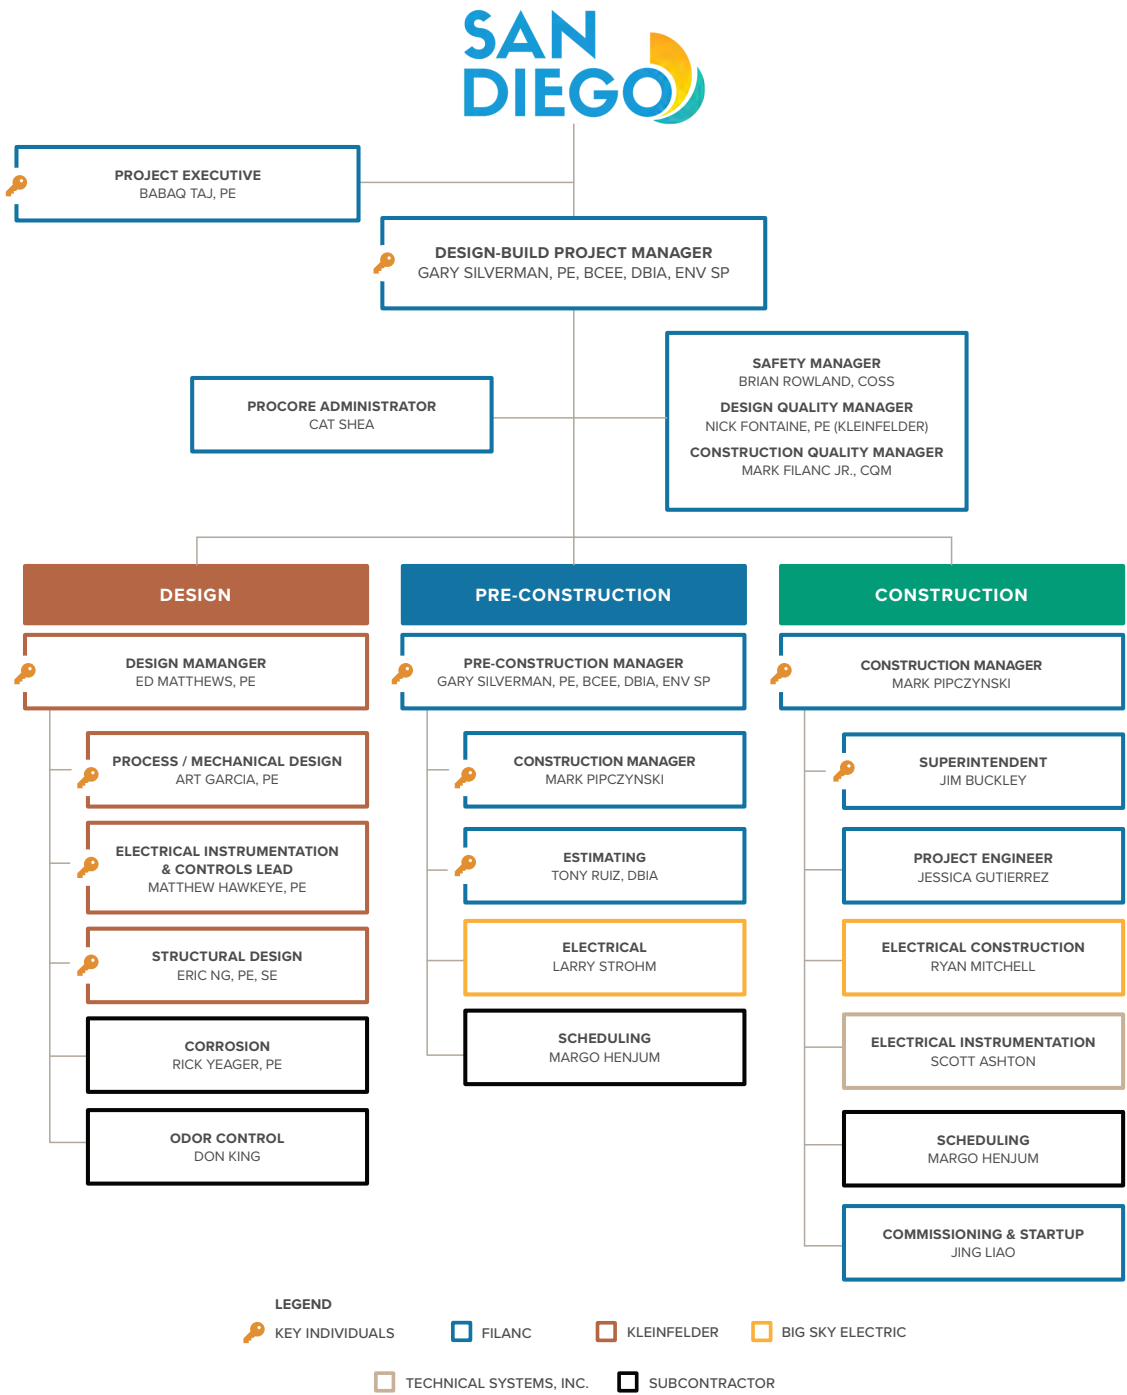 SAN
DIEGO
PROJECT EXECUTIVE
BABAQ TAJ, PE
DESIGN-BUILD PROJECT MANAGER
GARY SILVERMAN, PE, BCEE, DBIA, ENV SP
PROCORE ADMINISTRATOR
CAT SHEA
SAFETY MANAGER
BRIAN ROWLAND, COSS
DESIGN QUALITY MANAGER
NICK FONTAINE, PE (KLEINFELDER)
CONSTRUCTION QUALITY MANAGER
MARK FILANC JR., CQM
DESIGN
DESIGN MAMANGER
ED MATTHEWS, PE
PROCESS / MECHANICAL DESIGN
ART GARCIA, PE
ELECTRICAL INSTRUMENTATION
& CONTROLS LEAD
MATTHEW HAWKEYE, PE
STRUCTURAL DESIGN
ERIC NG, PE, SE
CORROSION
RICK YEAGER, PE
ODOR CONTROL
DON KING
PRE-CONSTRUCTION
PRE-CONSTRUCTION MANAGER
GARY SILVERMAN, PE, BCEE, DBIA, ENV SP
CONSTRUCTION MANAGER
MARK PIPCZYNSKI
ESTIMATING
TONY RUIZ, DBIA
ELECTRICAL
LARRY STROHM
SCHEDULING
MARGO HENJUM
CONSTRUCTION
CONSTRUCTION MANAGER
MARK PIPCZYNSKI
SUPERINTENDENT
JIM BUCKLEY
PROJECT ENGINEER
JESSICA GUTIERREZ
ELECTRICAL CONSTRUCTION
RYAN MITCHELL
ELECTRICAL INSTRUMENTATION
SCOTT ASHTON
SCHEDULING
MARGO HENJUM
COMMISSIONING & STARTUP
JING LIAO
LEGEND
KEY INDIVIDUALS
FILANC
KLEINFELDER
BIG SKY ELECTRIC
TECHNICAL SYSTEMS, INC.
SUBCONTRACTOR